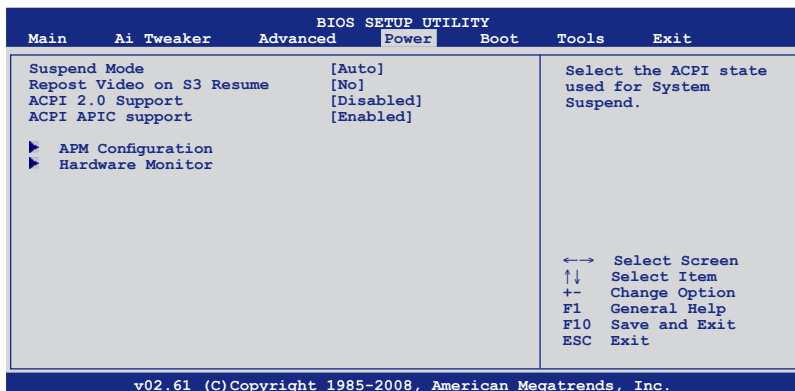 BIOS SETUP UTILITY
Main Ai Tweaker Advanced Power Boot Tools Exit
Suspend Mode [Auto]
Repost Video on S3 Resume [No]
ACPI 2.0 Support [Disabled]
ACPI APIC support [Enabled]
APM Configuration
Hardware Monitor
Select the ACPI state
used for System
Suspend.
←→ Select Screen
↑↓ Select Item
+- Change Option
F1 General Help
F10 Save and Exit
ESC Exit
v02.61 (C)Copyright 1985-2008, American Megatrends, Inc.